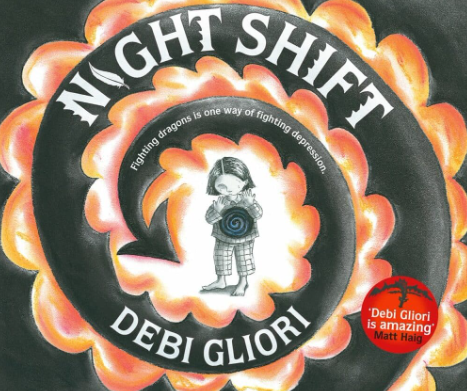 NIGHT SHIFT
Fighting dragons is one way of fighting depression.
DEBI GLIORI
'Debi Gliori
is amazing'
Matt Haig